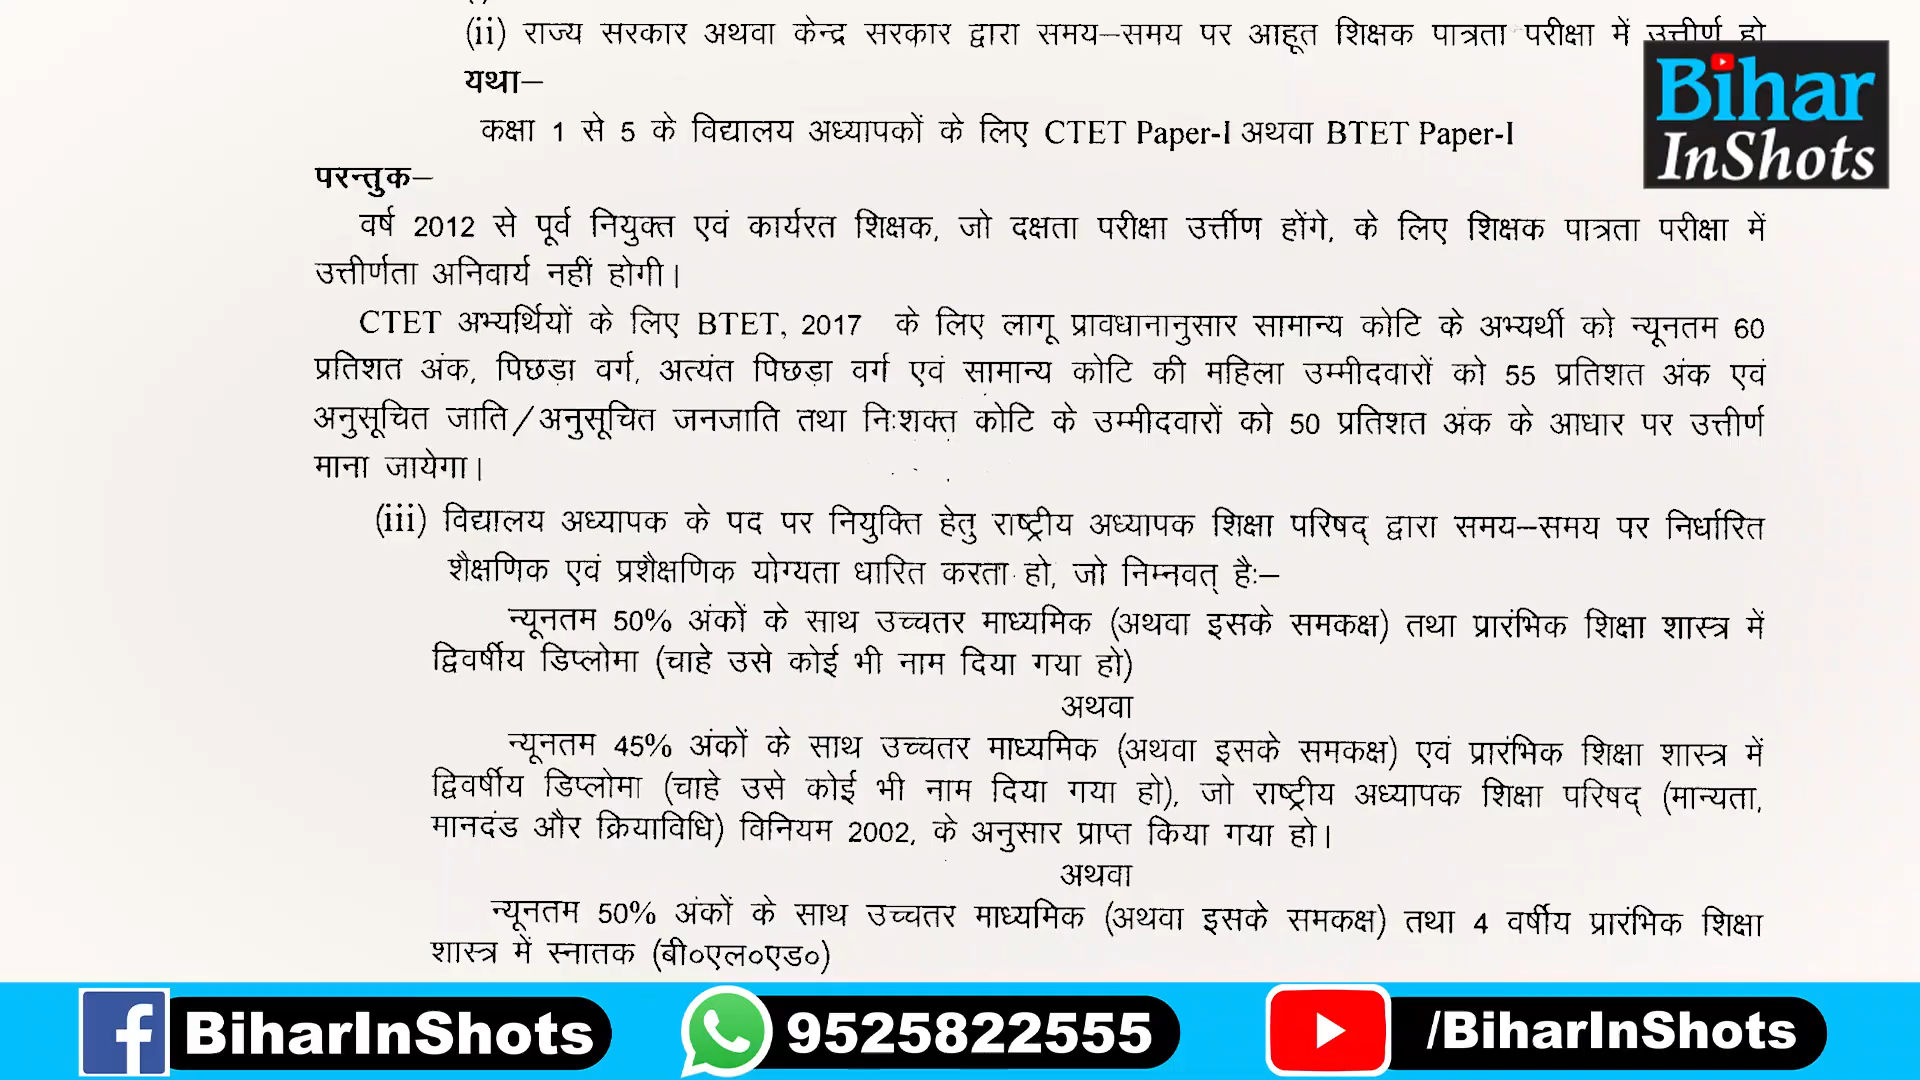 (ii) राज्य सरकार अथवा केन्द्र सरकार द्वारा समय–समय पर आहूत शिक्षक पात्रता परीक्षा में उत्तीर्ण हो
यथा–
कक्षा 1 से 5 के विद्यालय अध्यापकों के लिए CTET Paper-I अथवा BTET Paper-I
Bihar
InShots
परन्तुक–
वर्ष 2012 से पूर्व नियुक्त एवं कार्यरत शिक्षक, जो दक्षता परीक्षा उर्त्तीण होंगे, के लिए शिक्षक पात्रता परीक्षा में
उत्तीर्णता अनिवार्य नहीं होगी।
CTET अभ्यर्थियों के लिए BTET, 2017 के लिए लागू प्रावधानानुसार सामान्य कोटि के अभ्यर्थी को न्यूनतम 60
प्रतिशत अंक, पिछड़ा वर्ग, अत्यंत पिछड़ा वर्ग एवं सामान्य कोटि की महिला उम्मीदवारों को 55 प्रतिशत अंक एवं
अनुसूचित जाति/अनुसूचित जनजाति तथा निःशक्त कोटि के उम्मीदवारों को 50 प्रतिशत अंक के आधार पर उत्तीर्ण
माना जायेगा।
(iii) विद्यालय अध्यापक के पद पर नियुक्ति हेतु राष्ट्रीय अध्यापक शिक्षा परिषद् द्वारा समय–समय पर निर्धारित
शैक्षणिक एवं प्रशैक्षणिक योग्यता धारित करता हो, जो निम्नवत् हैः–
न्यूनतम 50% अंकों के साथ उच्चतर माध्यमिक (अथवा इसके समकक्ष) तथा प्रारंभिक शिक्षा शास्त्र में
द्विवर्षीय डिप्लोमा (चाहे उसे कोई भी नाम दिया गया हो)
अथवा
न्यूनतम 45% अंकों के साथ उच्चतर माध्यमिक (अथवा इसके समकक्ष) एवं प्रारंभिक शिक्षा शास्त्र में
द्विवर्षीय डिप्लोमा (चाहे उसे कोई भी नाम दिया गया हो), जो राष्ट्रीय अध्यापक शिक्षा परिषद् (मान्यता,
मानदंड और क्रियाविधि) विनियम 2002, के अनुसार प्राप्त किया गया हो।
अथवा
न्यूनतम 50% अंकों के साथ उच्चतर माध्यमिक (अथवा इसके समकक्ष) तथा 4 वर्षीय प्रारंभिक शिक्षा
शास्त्र में स्नातक (बी०एल०एड०)
BiharInShots
9525822555
/BiharInShots